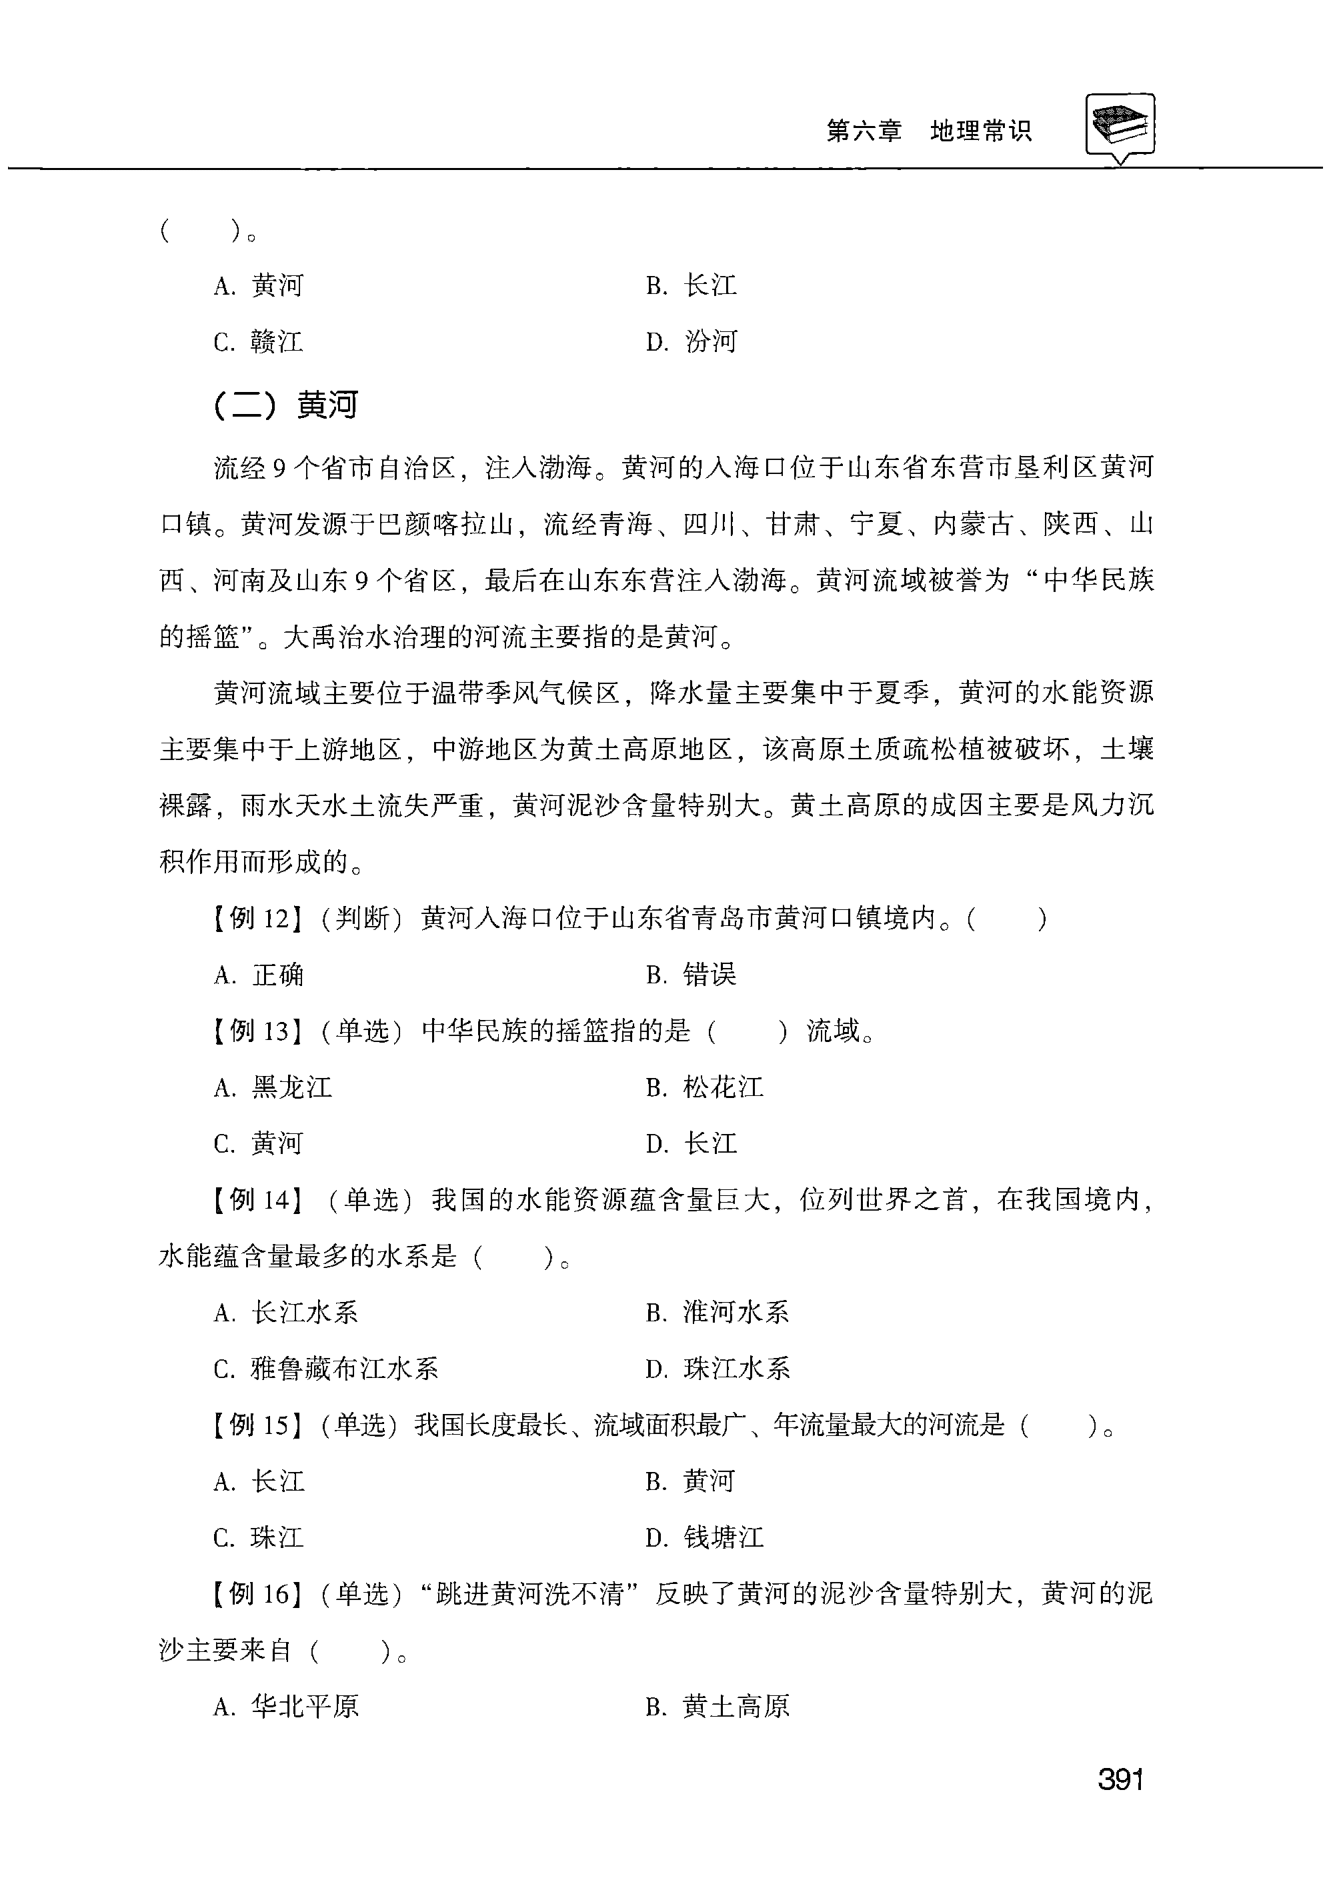 第六章 地理常识
（  ）。
A. 黄河 B. 长江
C. 赣江 D. 汾河
（二）黄河
流经 9 个省市自治区，注入渤海。黄河的入海口位于山东省东营市垦利区黄河
口镇。黄河发源于巴颜喀拉山，流经青海、四川、甘肃、宁夏、内蒙古、陕西、山
西、河南及山东 9 个省区，最后在山东东营注入渤海。黄河流域被誉为“中华民族
的摇篮”。大禹治水治理的河流主要指的是黄河。
黄河流域主要位于温带季风气候区，降水量主要集中于夏季，黄河的水能资源
主要集中于上游地区，中游地区为黄土高原地区，该高原土质疏松植被破坏，土壤
裸露，雨水天水土流失严重，黄河泥沙含量特别大。黄土高原的成因主要是风力沉
积作用而形成的。
【例 12】（判断）黄河入海口位于山东省青岛市黄河口镇境内。（  ）
A. 正确 B. 错误
【例 13】（单选）中华民族的摇篮指的是（  ）流域。
A. 黑龙江 B. 松花江
C. 黄河 D. 长江
【例 14】（单选）我国的水能资源蕴含量巨大，位列世界之首，在我国境内，
水能蕴含量最多的水系是（  ）。
A. 长江水系 B. 淮河水系
C. 雅鲁藏布江水系 D. 珠江水系
【例 15】（单选）我国长度最长、流域面积最广、年流量最大的河流是（  ）。
A. 长江 B. 黄河
C. 珠江 D. 钱塘江
【例 16】（单选）“跳进黄河洗不清”反映了黄河的泥沙含量特别大，黄河的泥
沙主要来自（  ）。
A. 华北平原 B. 黄土高原
391